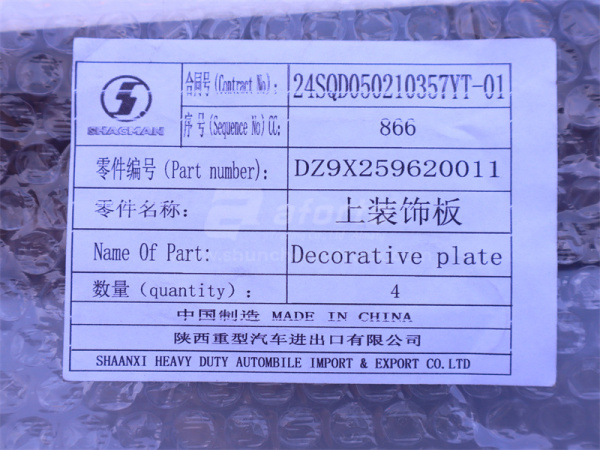 SHACMAN
合同号(Contract No): 24SQD050210357YT-01
序号(Sequence No)CC: 866
零件编号(Part number): DZ9X259620011
零件名称: 上装饰板
Name Of Part: Decorative plate
数量(quantity): 4
中国制造 MADE IN CHINA
陕西重型汽车进出口有限公司
SHAANXI HEAVY DUTY AUTOMBILE IMPORT & EXPORT CO.LTD